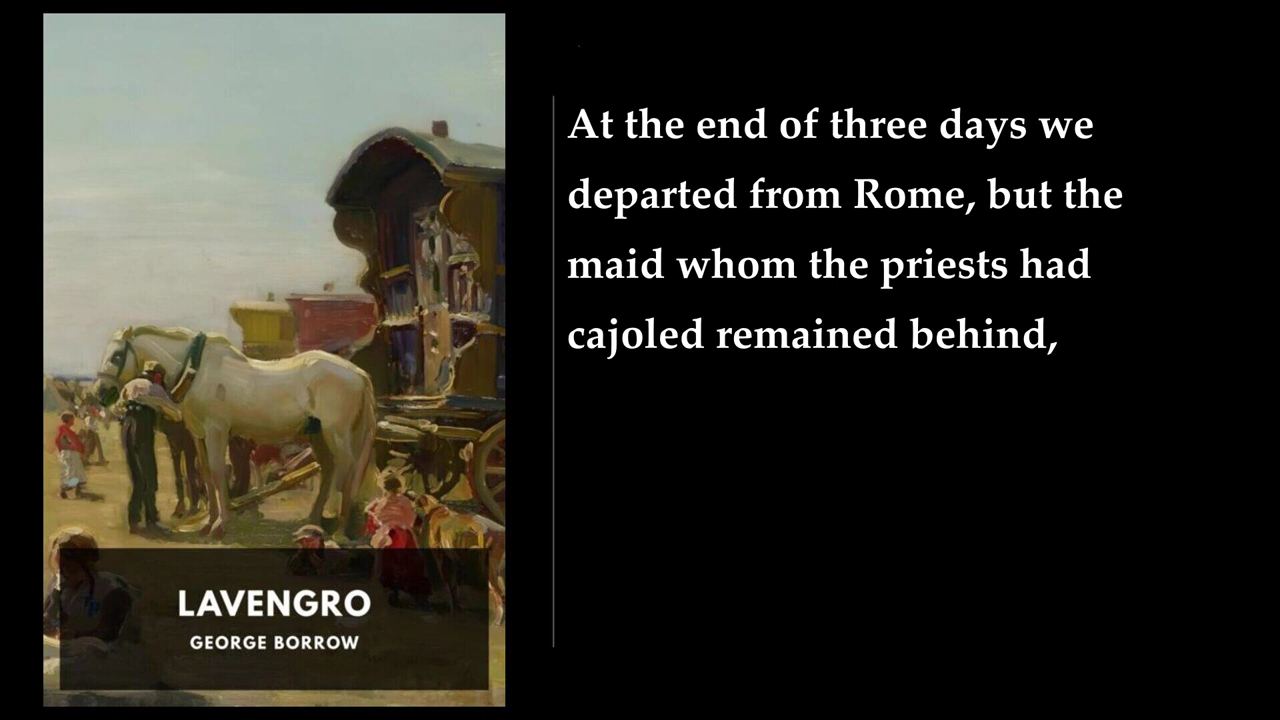 At the end of three days we
departed from Rome, but the
maid whom the priests had
cajoled remained behind,
LAVENGRO
GEORGE BORROW